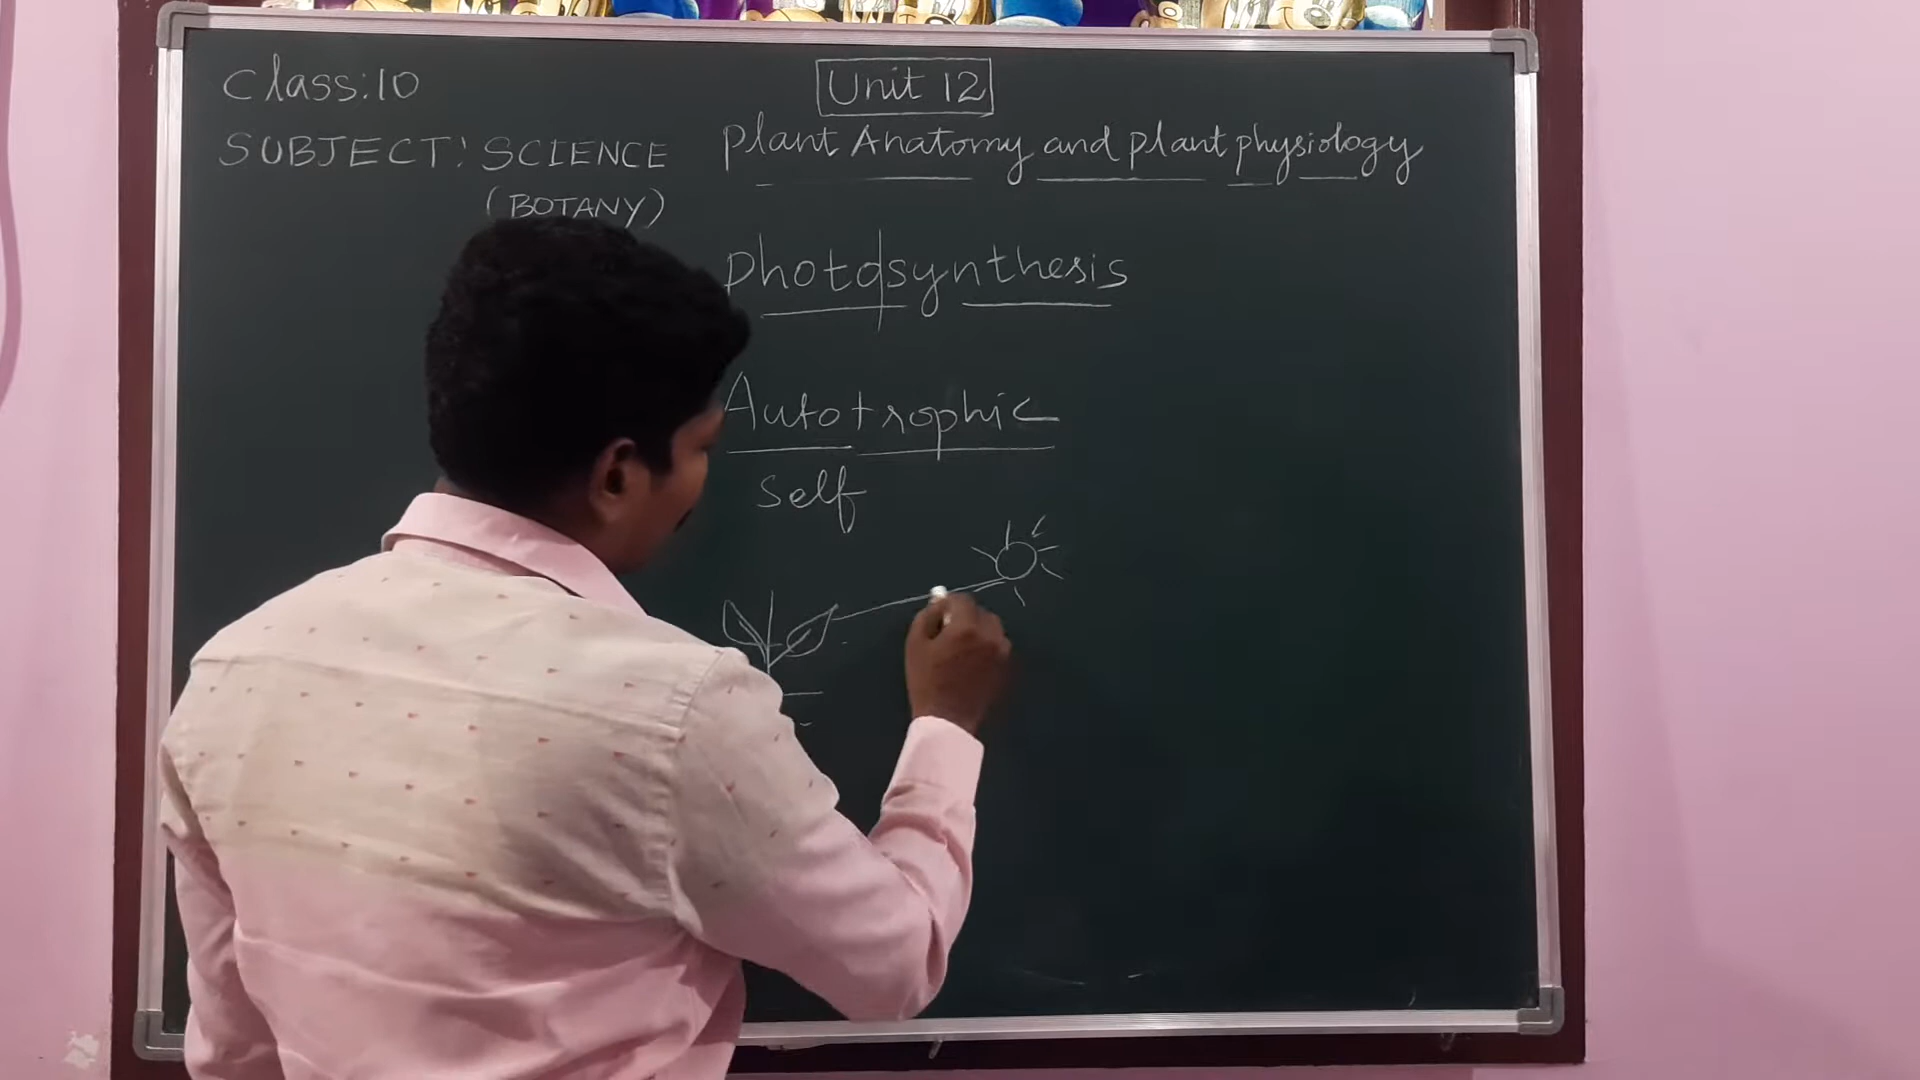 Class:10
Unit 12
SUBJECT: SCIENCE
(BOTANY)
Plant Anatomy and plant physiology
photosynthesis
Autotrophic
self